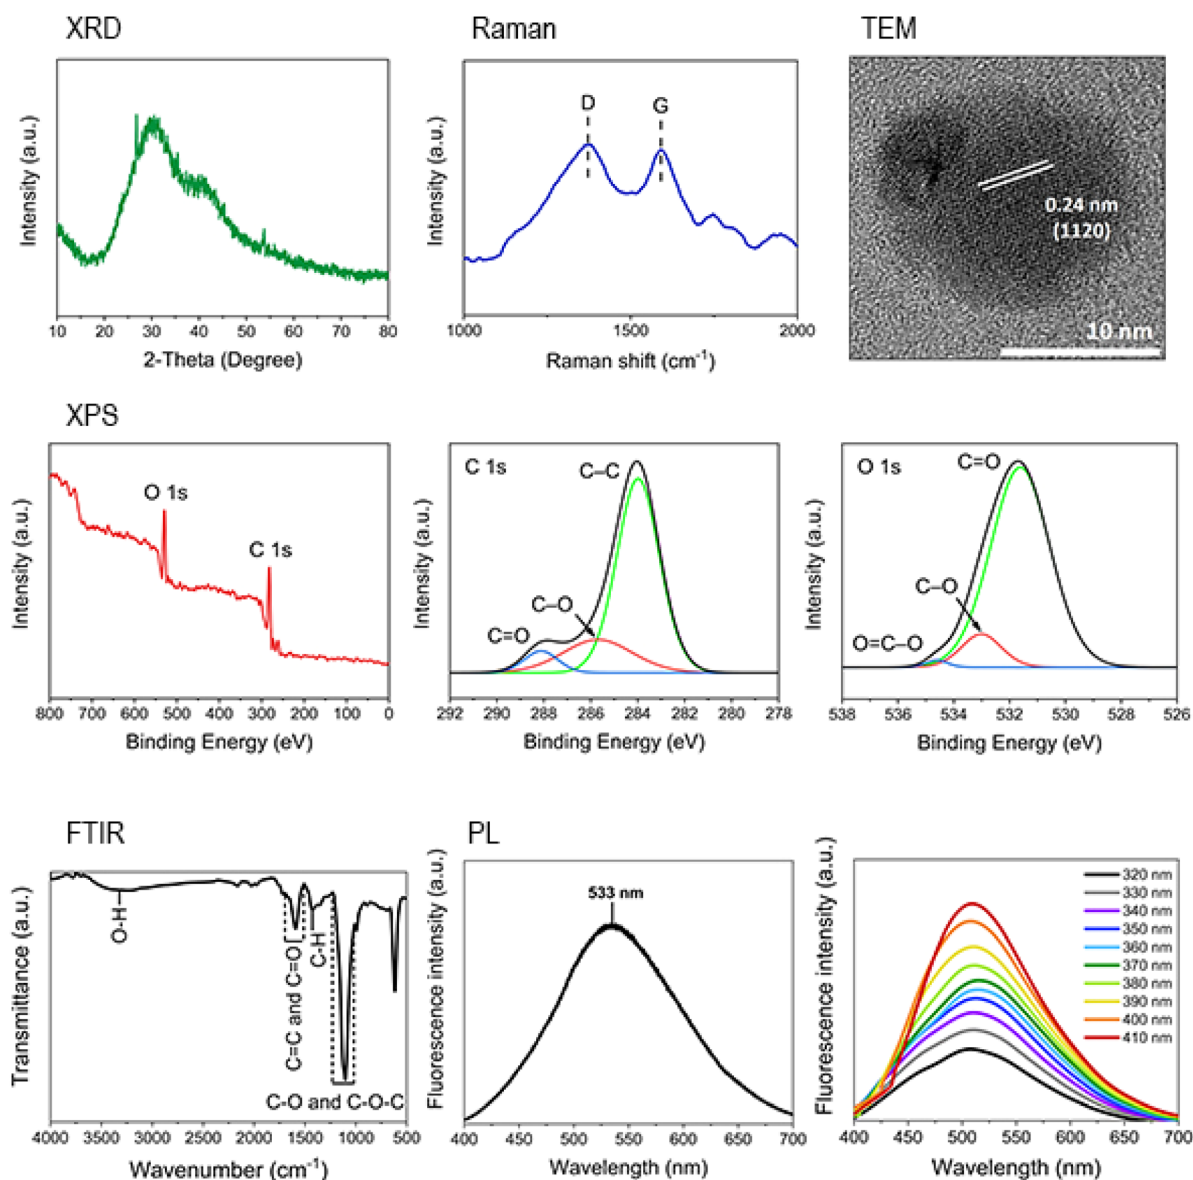 XRD
Raman
TEM
Intensity (a.u.)
10 20 30 40 50 60 70 80
2-Theta (Degree)
Intensity (a.u.)
D
G
1000 1500 2000
Raman shift (cm⁻¹)
0.24 nm
(1120)
10 nm
XPS
Intensity (a.u.)
O 1s
C 1s
800 700 600 500 400 300 200 100 0
Binding Energy (eV)
Intensity (a.u.)
C 1s
C–C
C–O
C=O
292 290 288 286 284 282 280 278
Binding Energy (eV)
Intensity (a.u.)
O 1s
C=O
C–O
O=C–O
538 536 534 532 530 528 526
Binding Energy (eV)
FTIR
PL
Transmittance (a.u.)
O-H
C=C and C=O
C-H
C-O and C-O-C
4000 3500 3000 2500 2000 1500 1000 500
Wavenumber (cm⁻¹)
Fluorescence intensity (a.u.)
533 nm
400 450 500 550 600 650 700
Wavelength (nm)
Fluorescence intensity (a.u.)
320 nm
330 nm
340 nm
350 nm
360 nm
370 nm
380 nm
390 nm
400 nm
410 nm
400 450 500 550 600 650 700
Wavelength (nm)